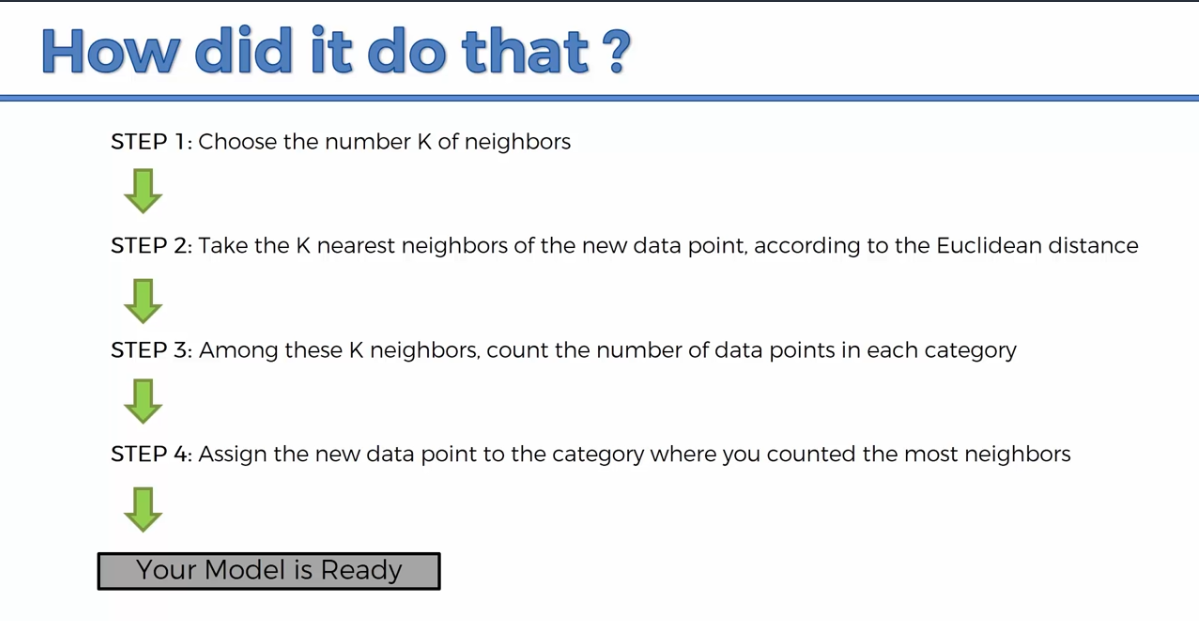 How did it do that ?
STEP 1: Choose the number K of neighbors
STEP 2: Take the K nearest neighbors of the new data point, according to the Euclidean distance
STEP 3: Among these K neighbors, count the number of data points in each category
STEP 4: Assign the new data point to the category where you counted the most neighbors
Your Model is Ready